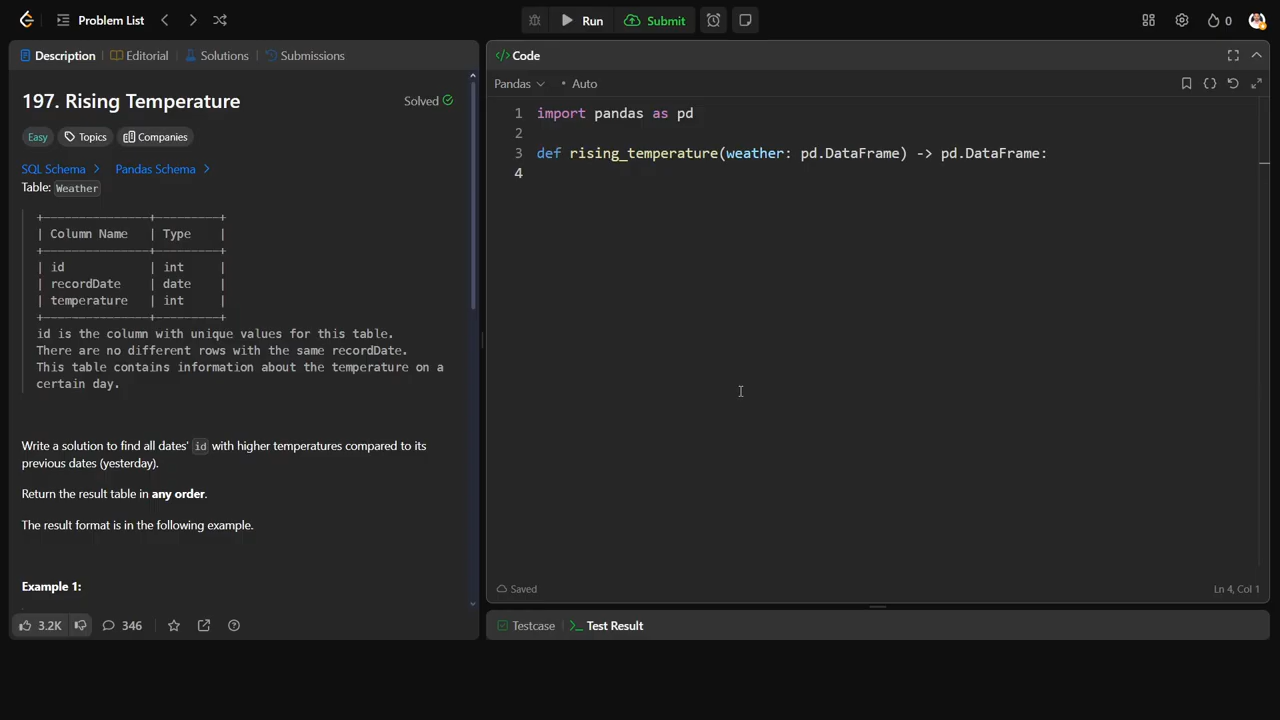 Problem List
Run
Submit
0
Description
Editorial
Solutions
Submissions
197. Rising Temperature
Solved
Easy
Topics
Companies
SQL Schema
Pandas Schema
Table: Weather
+---------------+---------+
| Column Name   | Type    |
+---------------+---------+
| id            | int     |
| recordDate    | date    |
| temperature   | int     |
+---------------+---------+
id is the column with unique values for this table.
There are no different rows with the same recordDate.
This table contains information about the temperature on a
certain day.
Write a solution to find all dates' id with higher temperatures compared to its
previous dates (yesterday).
Return the result table in any order.
The result format is in the following example.
Example 1:
3.2K
346
</> Code
Pandas
• Auto
1 import pandas as pd
2
3 def rising_temperature(weather: pd.DataFrame) -> pd.DataFrame:
4
Saved
Ln 4, Col 1
Testcase
>_ Test Result